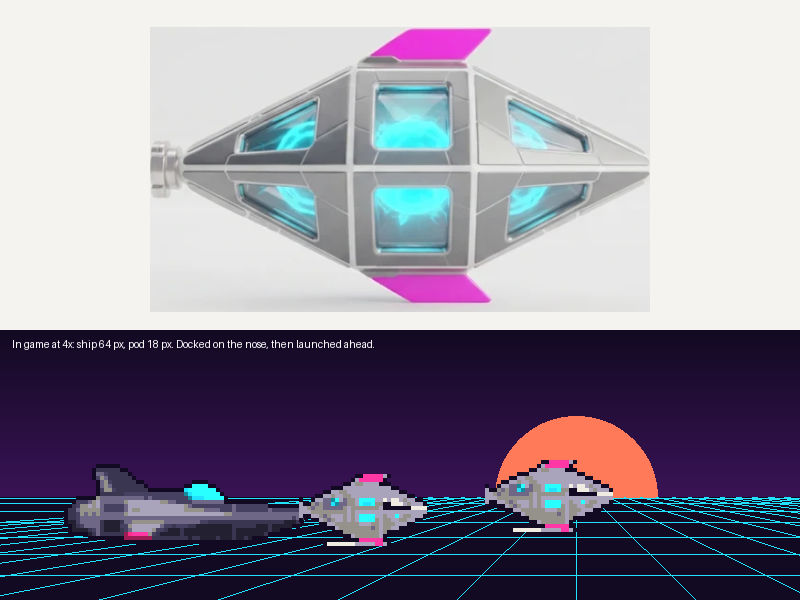 In game at 4x: ship 64 px, pod 18 px. Docked on the nose, then launched ahead.